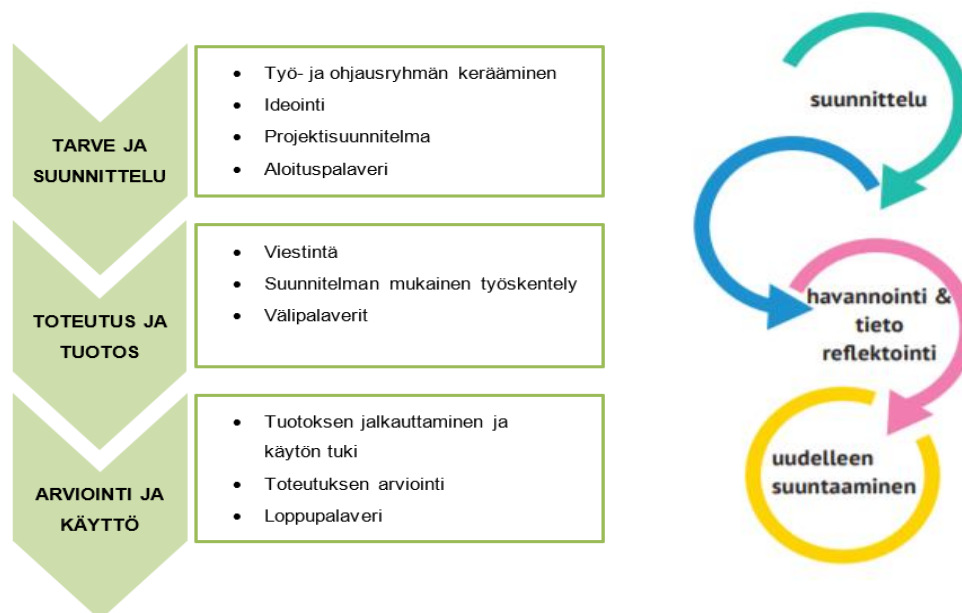 TARVE JA
SUUNNITTELU
• Työ- ja ohjausryhmän kerääminen
• Ideointi
• Projektisuunnitelma
• Aloituspalaveri
TOTEUTUS JA
TUOTOS
• Viestintä
• Suunnitelman mukainen työskentely
• Välipalaverit
ARVIOINTI JA
KÄYTTÖ
• Tuotoksen jalkauttaminen ja
käytön tuki
• Toteutuksen arviointi
• Loppupalaveri
suunnittelu
havannointi &
tieto
reflektointi
uudelleen
suuntaaminen